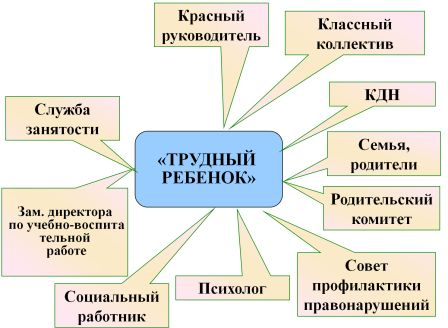 Красный
руководитель
Классный
коллектив
КДН
Служба
занятости
«ТРУДНЫЙ
РЕБЕНОК»
Семья,
родители
Родительский
комитет
Зам. директора
по учебно-воспита
тельной
работе
Социальный
работник
Психолог
Совет
профилактики
правонарушений